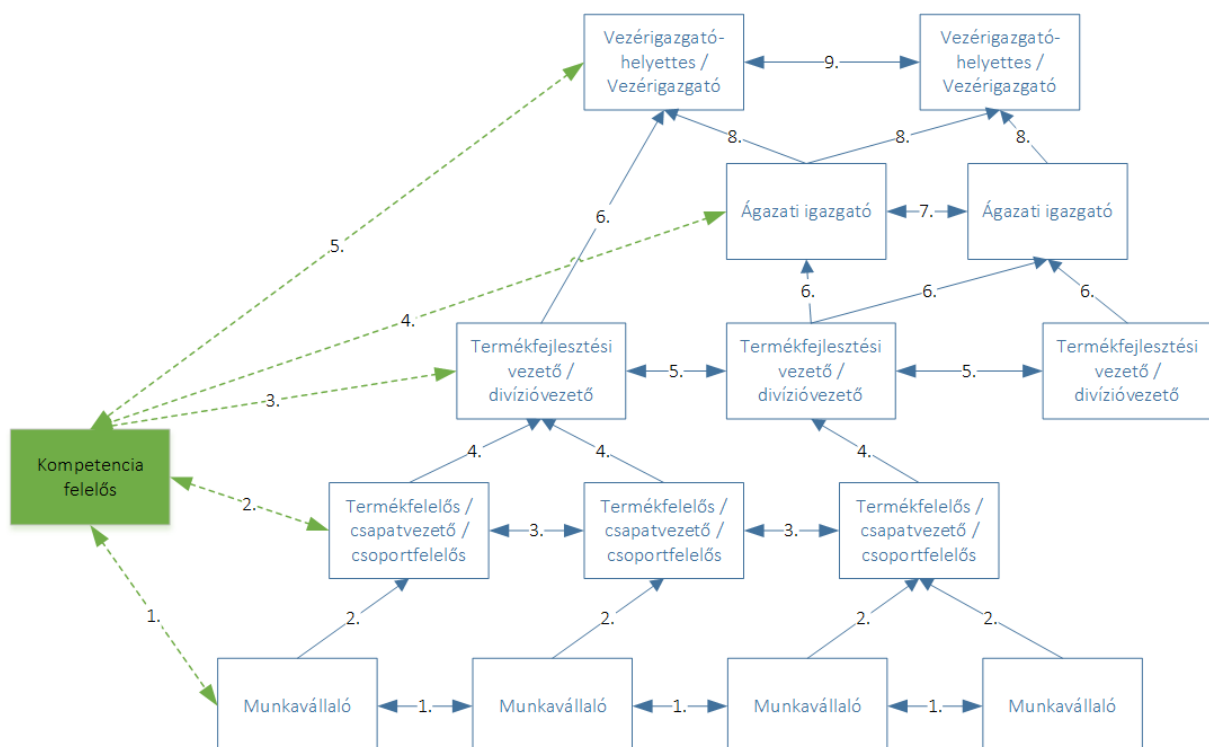 Vezérigazgató-
helyettes /
Vezérigazgató
9.
Vezérigazgató-
helyettes /
Vezérigazgató
8.
8.
8.
Ágazati igazgató
7.
Ágazati igazgató
6.
5.
4.
6.
6.
6.
Termékfejlesztési
vezető /
divízióvezető
5.
Termékfejlesztési
vezető /
divízióvezető
5.
Termékfejlesztési
vezető /
divízióvezető
3.
Kompetencia
felelős
4.
4.
4.
2.
Termékfelelős /
csapatvezető /
csoportfelelős
3.
Termékfelelős /
csapatvezető /
csoportfelelős
3.
Termékfelelős /
csapatvezető /
csoportfelelős
1.
2.
2.
2.
2.
Munkavállaló
1.
Munkavállaló
1.
Munkavállaló
1.
Munkavállaló